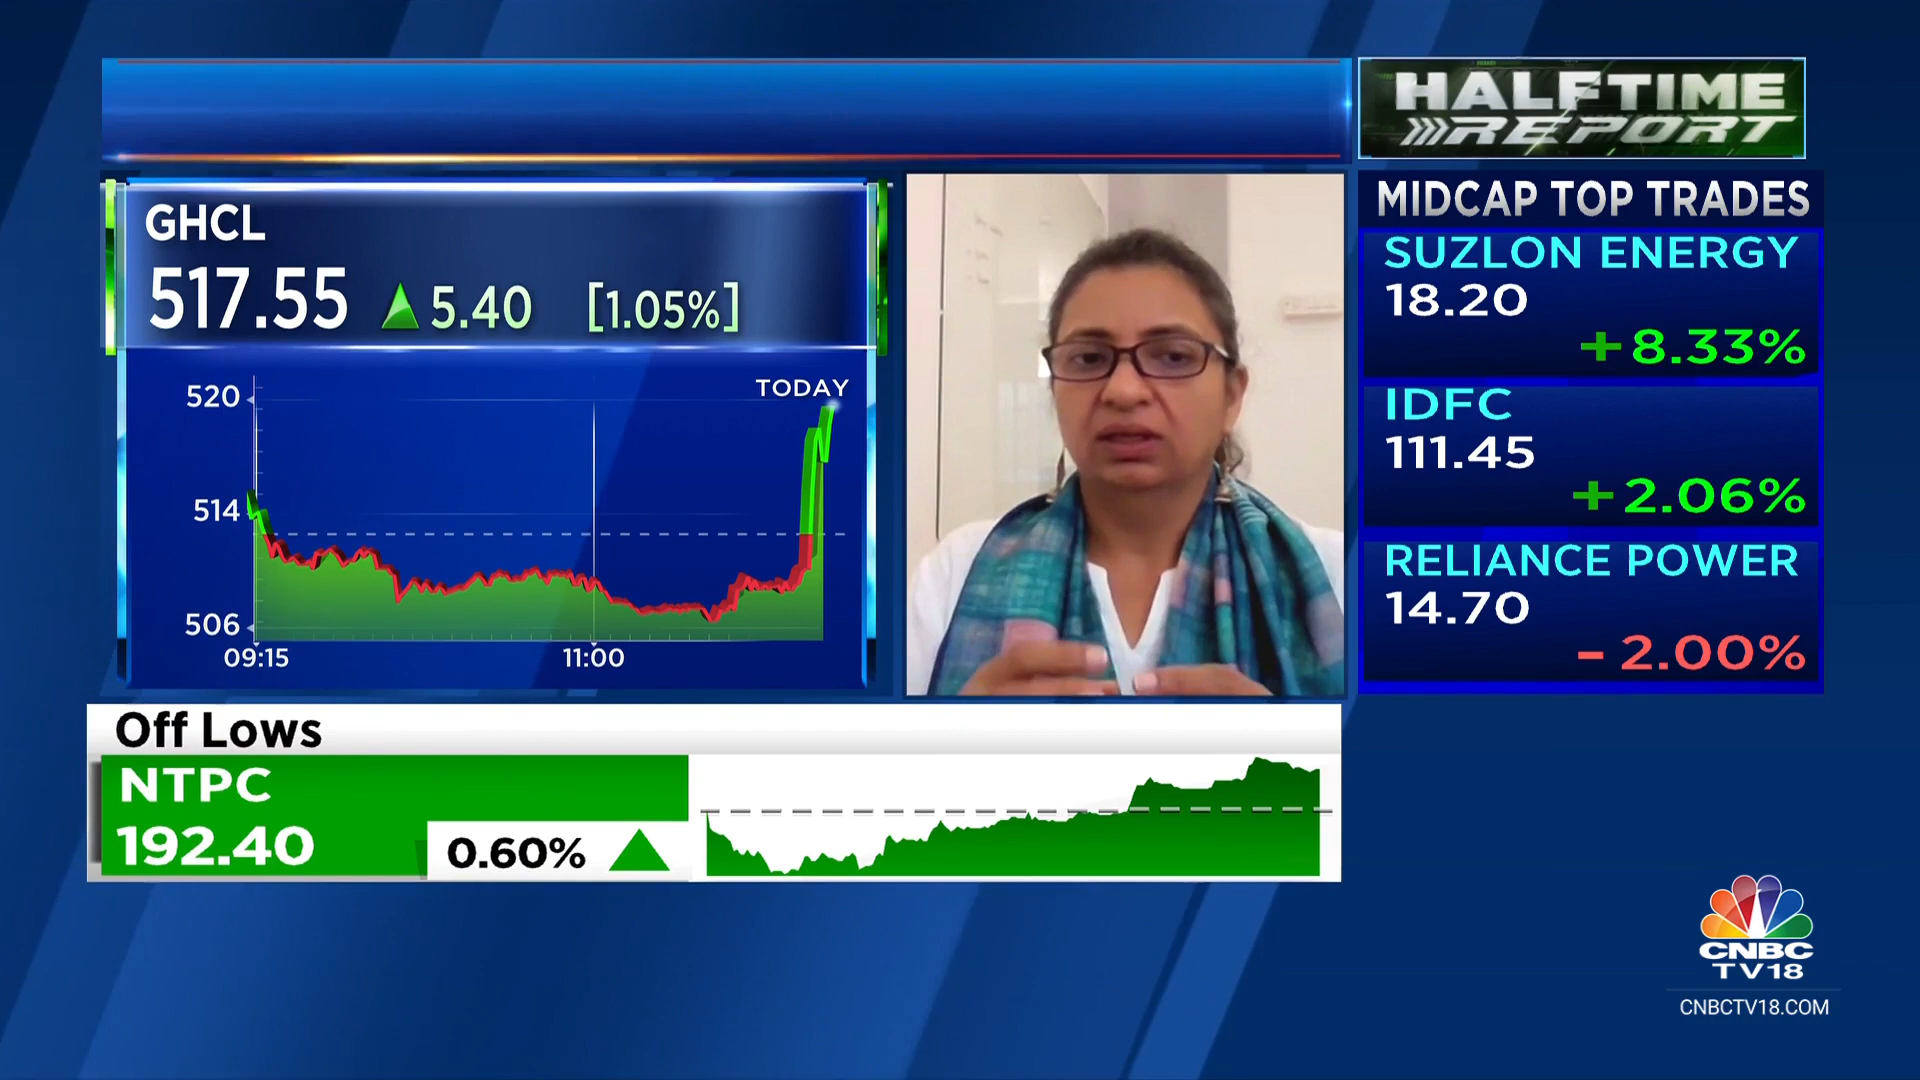 HALFTIME
REPORT
GHCL
517.55 ▲ 5.40 [1.05%]
TODAY
520
514
506
09:15 11:00
MIDCAP TOP TRADES
SUZLON ENERGY
18.20
+8.33%
IDFC
111.45
+2.06%
RELIANCE POWER
14.70
- 2.00%
Off Lows
NTPC
192.40
0.60% ▲
CNBC
TV18
CNBCTV18.COM